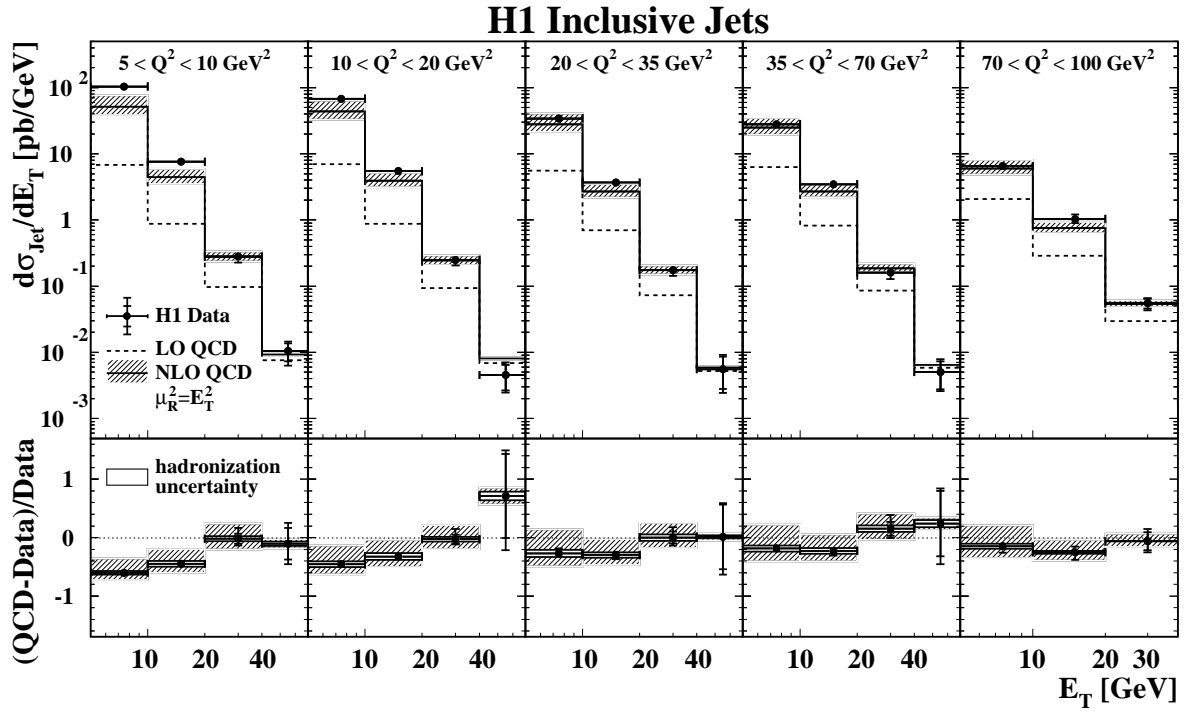 H1 Inclusive Jets
5 < Q² < 10 GeV²
10 < Q² < 20 GeV²
20 < Q² < 35 GeV²
35 < Q² < 70 GeV²
70 < Q² < 100 GeV²
dσ_Jet/dE_T [pb/GeV]
10²
10
1
10⁻¹
10⁻²
10⁻³
H1 Data
LO QCD
NLO QCD
μ_R²=E_T²
(QCD-Data)/Data
1
0
-1
hadronization
uncertainty
10 20 40 10 20 40 10 20 40 10 20 40 10 20 30
E_T [GeV]